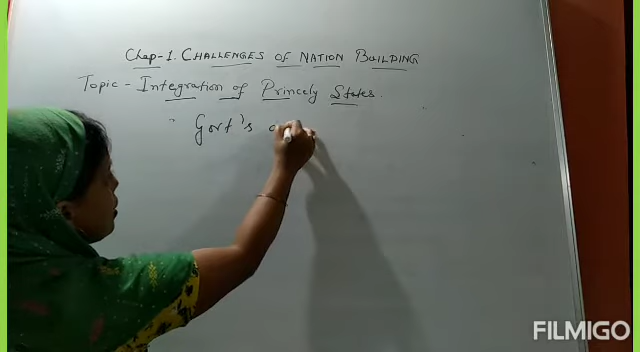 Chap-1. CHALLENGES OF NATION BUILDING
Topic - Integration of Princely States.
" Govt's
FILMIGO